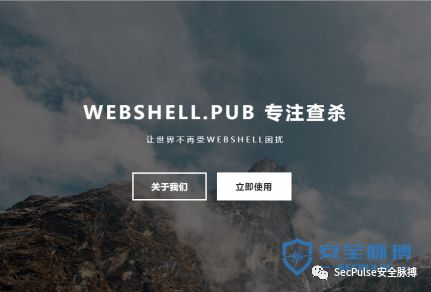 WEBSHELL.PUB 专注查杀
让世界不再受WEBSHELL困扰
关于我们
立即使用
安全脉搏
SecPulse安全脉搏